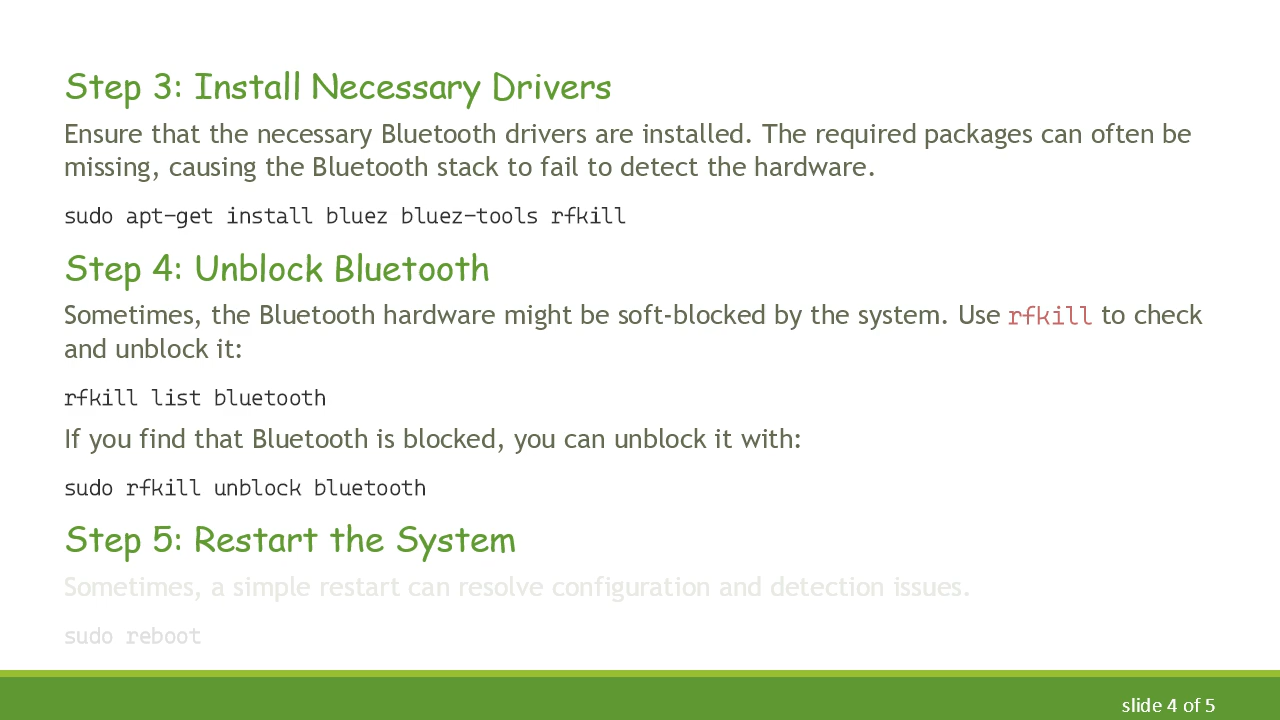 Step 3: Install Necessary Drivers
Ensure that the necessary Bluetooth drivers are installed. The required packages can often be
missing, causing the Bluetooth stack to fail to detect the hardware.
sudo apt-get install bluez bluez-tools rfkill
Step 4: Unblock Bluetooth
Sometimes, the Bluetooth hardware might be soft-blocked by the system. Use rfkill to check
and unblock it:
rfkill list bluetooth
If you find that Bluetooth is blocked, you can unblock it with:
sudo rfkill unblock bluetooth
Step 5: Restart the System
Sometimes, a simple restart can resolve configuration and detection issues.
sudo reboot
slide 4 of 5